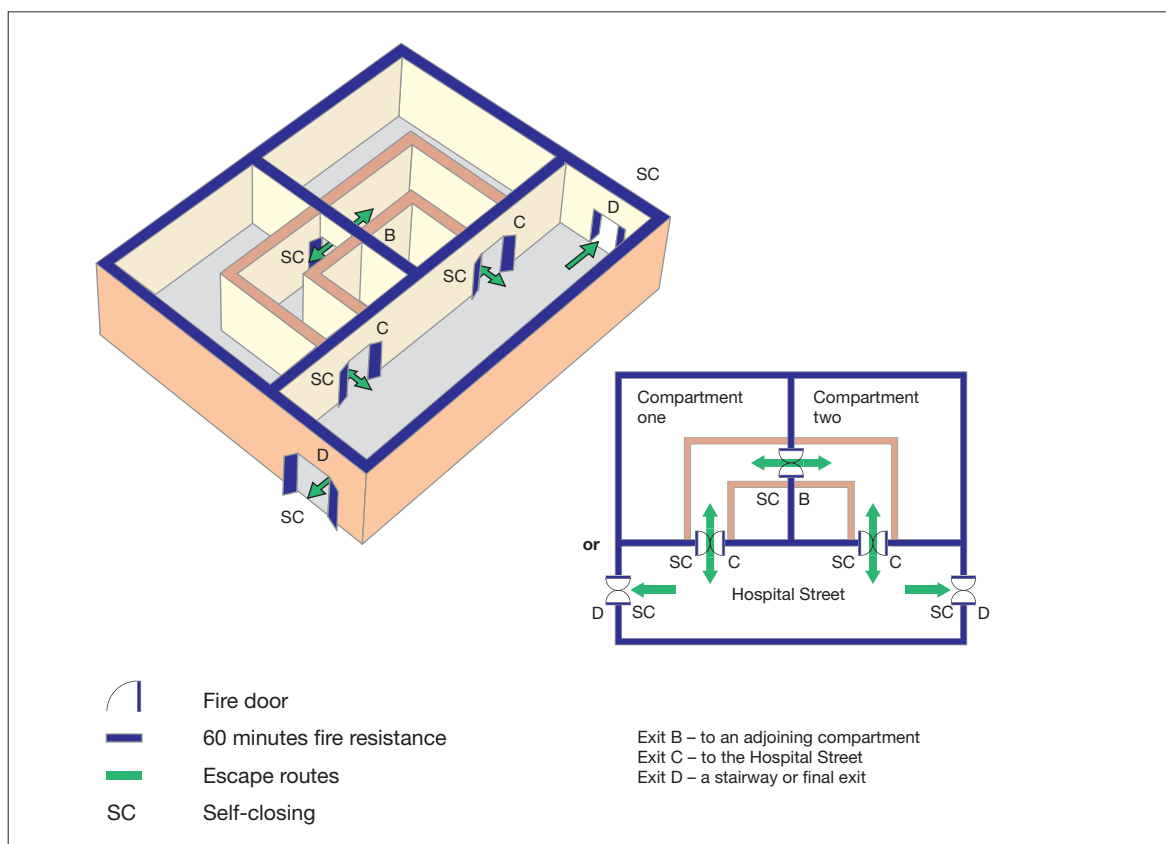 SC
D
C
B
SC
SC
C
SC
D
SC
Compartment
one
Compartment
two
SC
B
or
SC
C
SC
C
Hospital Street
D
SC
SC
D
Fire door
60 minutes fire resistance
Escape routes
SC
Self-closing
Exit B – to an adjoining compartment
Exit C – to the Hospital Street
Exit D – a stairway or final exit